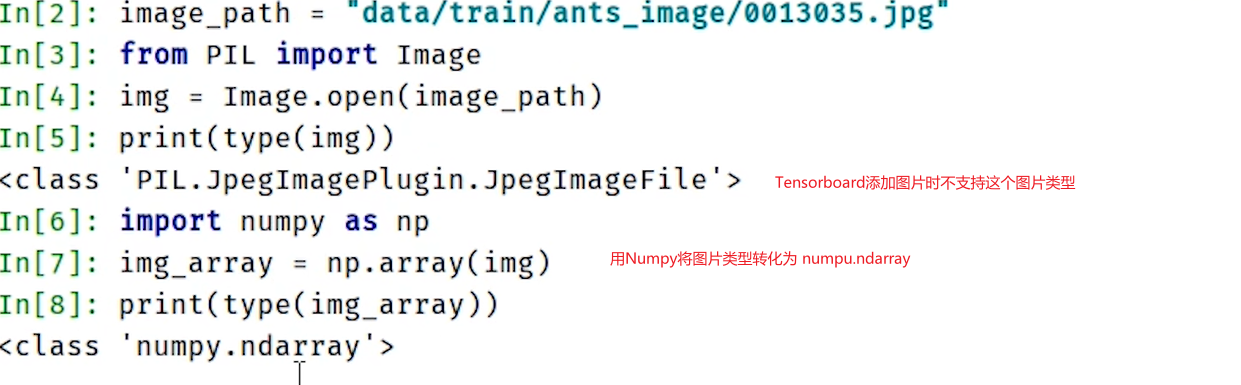 In[2]: image_path = "data/train/ants_image/0013035.jpg"
In[3]: from PIL import Image
In[4]: img = Image.open(image_path)
In[5]: print(type(img))
<class 'PIL.JpegImagePlugin.JpegImageFile'> Tensorboard添加图片时不支持这个图片类型
In[6]: import numpy as np
In[7]: img_array = np.array(img) 用Numpy将图片类型转化为 numpu.ndarray
In[8]: print(type(img_array))
<class 'numpy.ndarray'>